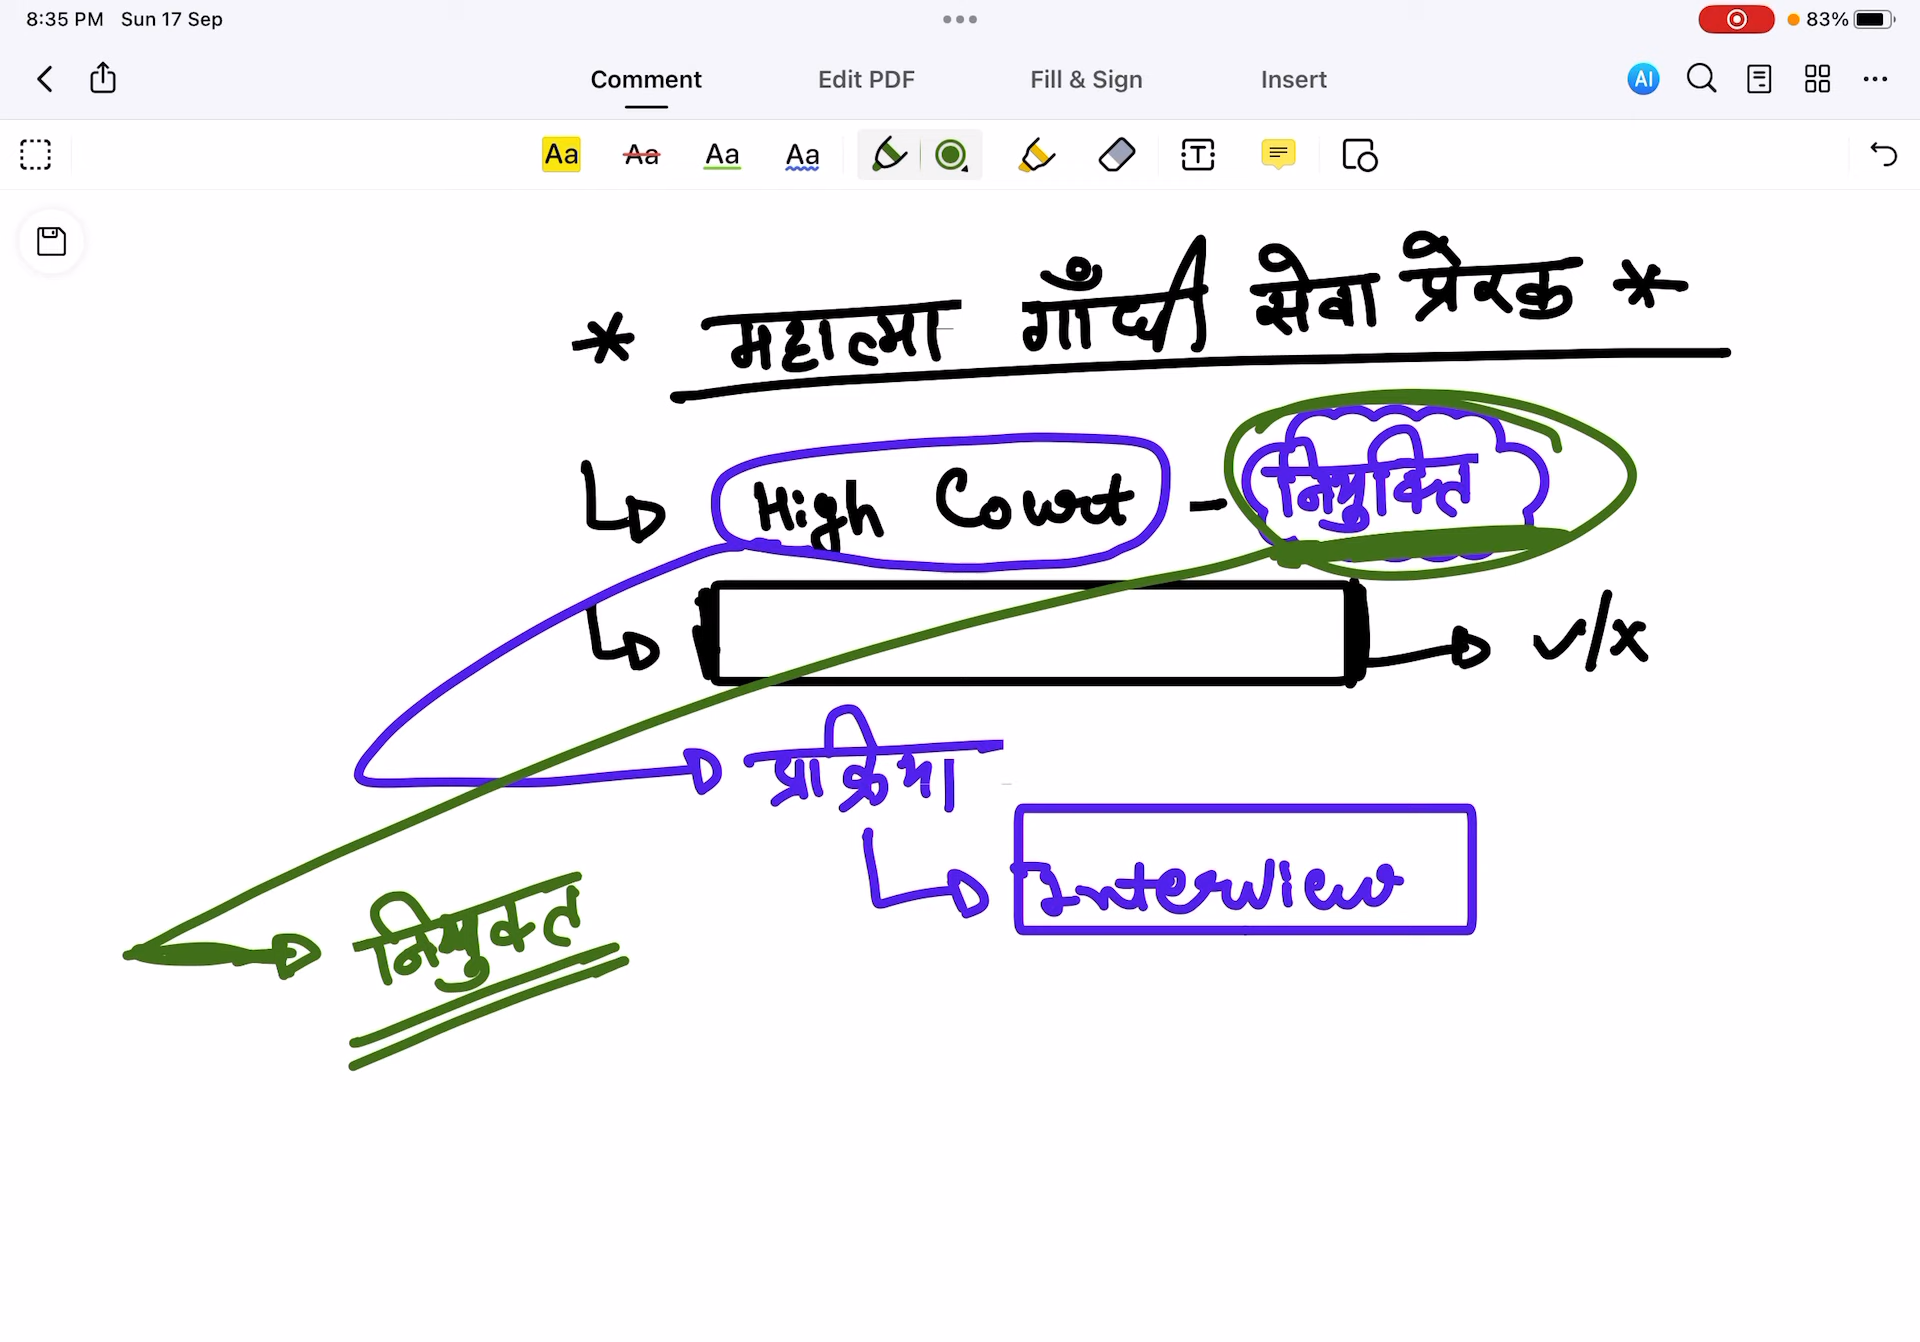 8:35 PM Sun 17 Sep
83%
Comment Edit PDF Fill & Sign Insert
AI
Aa Aa Aa Aa T
* महात्मा गाँधी सेवा प्रेरक *
High Court - नियुक्ति
✓/x
प्रक्रिया
Interview
नियुक्त